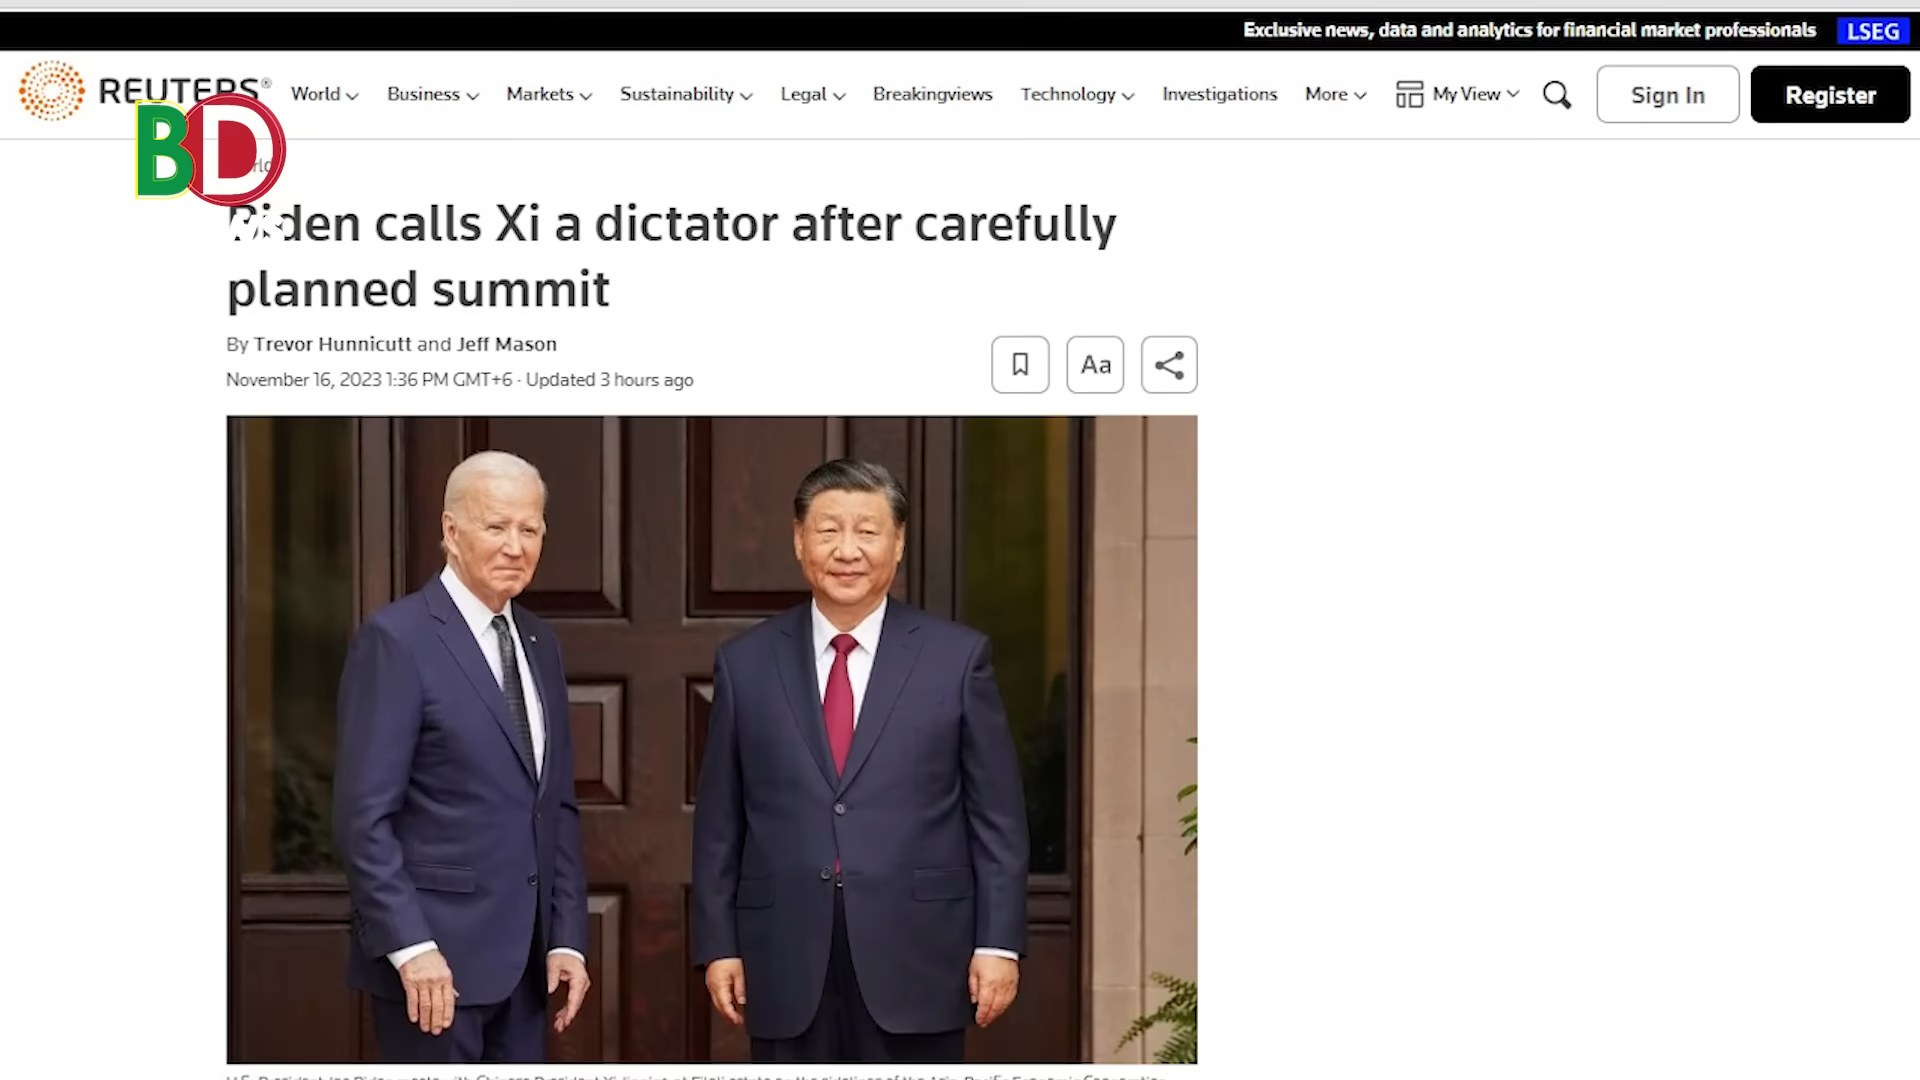 Exclusive news, data and analytics for financial market professionals LSEG
REUTERS® World Business Markets Sustainability Legal Breakingviews Technology Investigations More My View Sign In Register
BD
Biden calls Xi a dictator after carefully
planned summit
By Trevor Hunnicutt and Jeff Mason
November 16, 2023 1:36 PM GMT+6 · Updated 3 hours ago
Aa